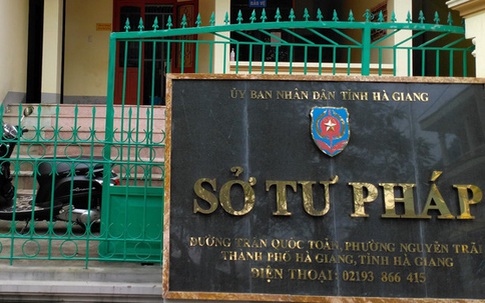 ỦY BAN NHÂN DÂN TỈNH HÀ GIANG
SỞ TƯ PHÁP
ĐƯỜNG TRẦN QUỐC TOẢN, PHƯỜNG NGUYỄN TRÃI
THÀNH PHỐ HÀ GIANG, TỈNH HÀ GIANG
ĐIỆN THOẠI: 02193 866 415